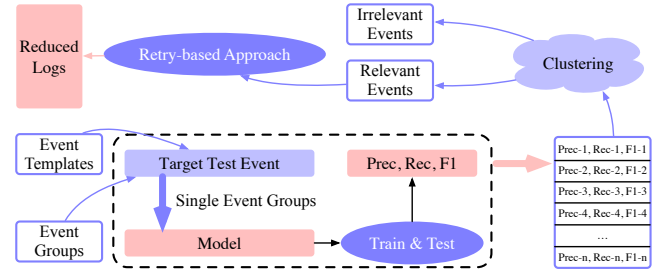 Reduced
Logs
Retry-based Approach
Irrelevant
Events
Relevant
Events
Clustering
Event
Templates
Event
Groups
Target Test Event
Single Event Groups
Model
Prec, Rec, F1
Train & Test
Prec-1, Rec-1, F1-1
Prec-2, Rec-2, F1-2
Prec-3, Rec-3, F1-3
Prec-4, Rec-4, F1-4
...
Prec-n, Rec-n, F1-n